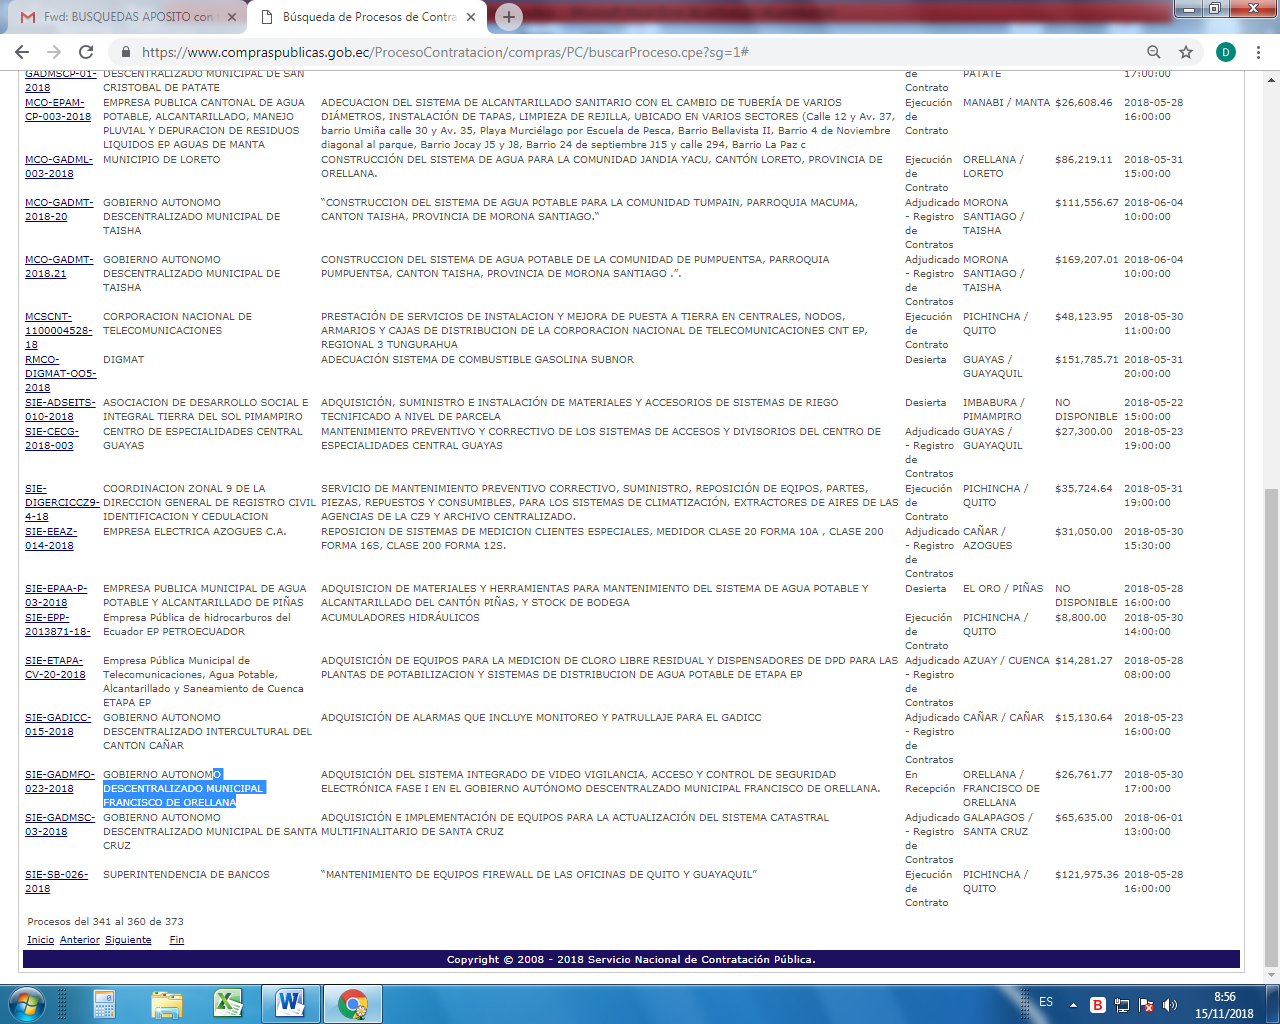 Fwd: BUSQUEDAS APOSITO con
Búsqueda de Procesos de Contra
https://www.compraspublicas.gob.ec/ProcesoContratacion/compras/PC/buscarProceso.cpe?sg=1#
D
GADMSCP-01-2018 DESCENTRALIZADO MUNICIPAL DE SAN CRISTOBAL DE PATATE de Contrato PATATE 17:00:00
MCO-EPAM- EMPRESA PUBLICA CANTONAL DE AGUA ADECUACION DEL SISTEMA DE ALCANTARILLADO SANITARIO CON EL CAMBIO DE TUBERÍA DE VARIOS Ejecución MANABI / MANTA $26,608.46 2018-05-28
CP-003-2018 POTABLE, ALCANTARILLADO, MANEJO DIÁMETROS, INSTALACIÓN DE TAPAS, LIMPIEZA DE REJILLA, UBICADO EN VARIOS SECTORES (Calle 12 y Av. 37, de 16:00:00
PLUVIAL Y DEPURACION DE RESIDUOS barrio Umiña calle 30 y Av. 35, Playa Murciélago por Escuela de Pesca, Barrio Bellavista II, Barrio 4 de Noviembre Contrato
LIQUIDOS EP AGUAS DE MANTA diagonal al parque, Barrio Jocay J5 y J8, Barrio 24 de septiembre J15 y calle 294, Barrio La Paz c
MCO-GADML- MUNICIPIO DE LORETO CONSTRUCCIÓN DEL SISTEMA DE AGUA PARA LA COMUNIDAD JANDIA YACU, CANTÓN LORETO, PROVINCIA DE Ejecución ORELLANA / $86,219.11 2018-05-31
003-2018 ORELLANA. de LORETO 15:00:00
Contrato
MCO-GADMT- GOBIERNO AUTONOMO “CONSTRUCCION DEL SISTEMA DE AGUA POTABLE PARA LA COMUNIDAD TUMPAIN, PARROQUIA MACUMA, Adjudicado MORONA $111,556.67 2018-06-04
2018-20 DESCENTRALIZADO MUNICIPAL DE CANTON TAISHA, PROVINCIA DE MORONA SANTIAGO.“ - Registro SANTIAGO / 10:00:00
TAISHA de TAISHA
Contratos
MCO-GADMT- GOBIERNO AUTONOMO CONSTRUCCION DEL SISTEMA DE AGUA POTABLE DE LA COMUNIDAD DE PUMPUENTSA, PARROQUIA Adjudicado MORONA $169,207.01 2018-06-04
2018.21 DESCENTRALIZADO MUNICIPAL DE PUMPUENTSA, CANTON TAISHA, PROVINCIA DE MORONA SANTIAGO .”. - Registro SANTIAGO / 10:00:00
TAISHA de TAISHA
Contratos
MCSCNT- CORPORACION NACIONAL DE PRESTACIÓN DE SERVICIOS DE INSTALACION Y MEJORA DE PUESTA A TIERRA EN CENTRALES, NODOS, Ejecución PICHINCHA / $48,123.95 2018-05-30
1100004528- TELECOMUNICACIONES ARMARIOS Y CAJAS DE DISTRIBUCION DE LA CORPORACION NACIONAL DE TELECOMUNICACIONES CNT EP, de QUITO 11:00:00
18 REGIONAL 3 TUNGURAHUA Contrato
RMCO- DIGMAT ADECUACIÓN SISTEMA DE COMBUSTIBLE GASOLINA SUBNOR Desierta GUAYAS / $151,785.71 2018-05-31
DIGMAT-OO5- GUAYAQUIL 20:00:00
2018
SIE-ADSEITS- ASOCIACION DE DESARROLLO SOCIAL E ADQUISICIÓN, SUMINISTRO E INSTALACIÓN DE MATERIALES Y ACCESORIOS DE SISTEMAS DE RIEGO Desierta IMBABURA / NO 2018-05-22
010-2018 INTEGRAL TIERRA DEL SOL PIMAMPIRO TECNIFICADO A NIVEL DE PARCELA PIMAMPIRO DISPONIBLE 15:00:00
SIE-CECG- CENTRO DE ESPECIALIDADES CENTRAL MANTENIMIENTO PREVENTIVO Y CORRECTIVO DE LOS SISTEMAS DE ACCESOS Y DIVISORIOS DEL CENTRO DE Adjudicado GUAYAS / $27,300.00 2018-05-23
2018-003 GUAYAS ESPECIALIDADES CENTRAL GUAYAS - Registro GUAYAQUIL 19:00:00
de
Contratos
SIE- COORDINACION ZONAL 9 DE LA SERVICIO DE MANTENIMIENTO PREVENTIVO CORRECTIVO, SUMINISTRO, REPOSICIÓN DE EQIPOS, PARTES, Ejecución PICHINCHA / $35,724.64 2018-05-31
DIGERCICCZ9- DIRECCION GENERAL DE REGISTRO CIVIL PIEZAS, REPUESTOS Y CONSUMIBLES, PARA LOS SISTEMAS DE CLIMATIZACIÓN, EXTRACTORES DE AIRES DE LAS de QUITO 19:00:00
4-18 IDENTIFICACION Y CEDULACION AGENCIAS DE LA CZ9 Y ARCHIVO CENTRALIZADO. Contrato
SIE-EEAZ- EMPRESA ELECTRICA AZOGUES C.A. REPOSICION DE SISTEMAS DE MEDICION CLIENTES ESPECIALES, MEDIDOR CLASE 20 FORMA 10A , CLASE 200 Adjudicado CAÑAR / $31,050.00 2018-05-30
014-2018 FORMA 16S, CLASE 200 FORMA 12S. - Registro AZOGUES 15:30:00
de
Contratos
SIE-EPAA-P- EMPRESA PUBLICA MUNICIPAL DE AGUA ADQUISICION DE MATERIALES Y HERRAMIENTAS PARA MANTENIMIENTO DEL SISTEMA DE AGUA POTABLE Y Desierta EL ORO / PIÑAS NO 2018-05-28
03-2018 POTABLE Y ALCANTARILLADO DE PIÑAS ALCANTARILLADO DEL CANTÓN PIÑAS, Y STOCK DE BODEGA DISPONIBLE 16:00:00
SIE-EPP- Empresa Pública de hidrocarburos del ACUMULADORES HIDRÁULICOS Ejecución PICHINCHA / $8,800.00 2018-05-30
2013871-18- Ecuador EP PETROECUADOR de QUITO 14:00:00
Contrato
SIE-ETAPA- Empresa Pública Municipal de ADQUISICIÓN DE EQUIPOS PARA LA MEDICION DE CLORO LIBRE RESIDUAL Y DISPENSADORES DE DPD PARA LAS Adjudicado AZUAY / CUENCA $14,281.27 2018-05-28
CV-20-2018 Telecomunicaciones, Agua Potable, PLANTAS DE POTABILIZACION Y SISTEMAS DE DISTRIBUCION DE AGUA POTABLE DE ETAPA EP - Registro 08:00:00
Alcantarillado y Saneamiento de Cuenca de
ETAPA EP Contratos
SIE-GADICC- GOBIERNO AUTONOMO ADQUISICIÓN DE ALARMAS QUE INCLUYE MONITOREO Y PATRULLAJE PARA EL GADICC Adjudicado CAÑAR / CAÑAR $15,130.64 2018-05-23
015-2018 DESCENTRALIZADO INTERCULTURAL DEL - Registro 16:00:00
CANTON CAÑAR de
Contratos
SIE-GADMFO- GOBIERNO AUTONOMO ADQUISICIÓN DEL SISTEMA INTEGRADO DE VIDEO VIGILANCIA, ACCESO Y CONTROL DE SEGURIDAD En ORELLANA / $26,761.77 2018-05-30
023-2018 DESCENTRALIZADO MUNICIPAL ELECTRÓNICA FASE I EN EL GOBIERNO AUTÓNOMO DESCENTRALZADO MUNICIPAL FRANCISCO DE ORELLANA. Recepción FRANCISCO DE 17:00:00
FRANCISCO DE ORELLANA ORELLANA
SIE-GADMSC- GOBIERNO AUTONOMO ADQUISICIÓN E IMPLEMENTACIÓN DE EQUIPOS PARA LA ACTUALIZACIÓN DEL SISTEMA CATASTRAL Adjudicado GALAPAGOS / $65,635.00 2018-06-01
03-2018 DESCENTRALIZADO MUNICIPAL DE SANTA MULTIFINALITARIO DE SANTA CRUZ - Registro SANTA CRUZ 13:00:00
CRUZ de
Contratos
SIE-SB-026- SUPERINTENDENCIA DE BANCOS “MANTENIMIENTO DE EQUIPOS FIREWALL DE LAS OFICINAS DE QUITO Y GUAYAQUIL” Ejecución PICHINCHA / $121,975.36 2018-05-28
2018 de QUITO 16:00:00
Contrato
Procesos del 341 al 360 de 373
Inicio Anterior Siguiente Fin
Copyright © 2008 - 2018 Servicio Nacional de Contratación Pública.
ES 8:56
15/11/2018